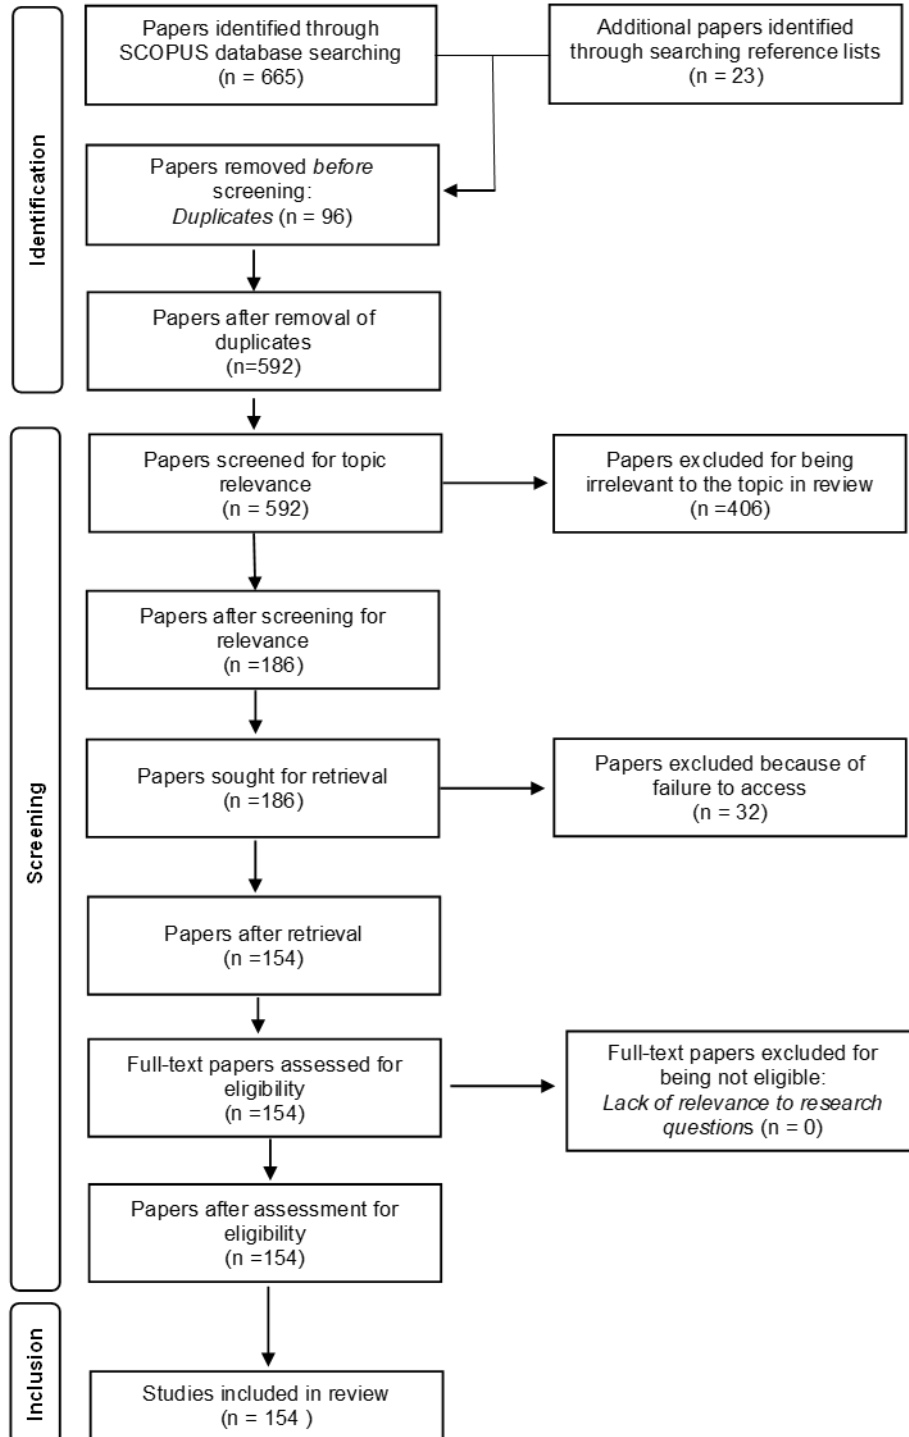 Identification
Papers identified through
SCOPUS database searching
(n = 665)
Additional papers identified
through searching reference lists
(n = 23)
Papers removed before
screening:
Duplicates (n = 96)
Papers after removal of
duplicates
(n=592)
Screening
Papers screened for topic
relevance
(n = 592)
Papers excluded for being
irrelevant to the topic in review
(n =406)
Papers after screening for
relevance
(n =186)
Papers sought for retrieval
(n =186)
Papers excluded because of
failure to access
(n = 32)
Papers after retrieval
(n =154)
Full-text papers assessed for
eligibility
(n =154)
Full-text papers excluded for
being not eligible:
Lack of relevance to research
questions (n = 0)
Papers after assessment for
eligibility
(n =154)
Inclusion
Studies included in review
(n = 154 )